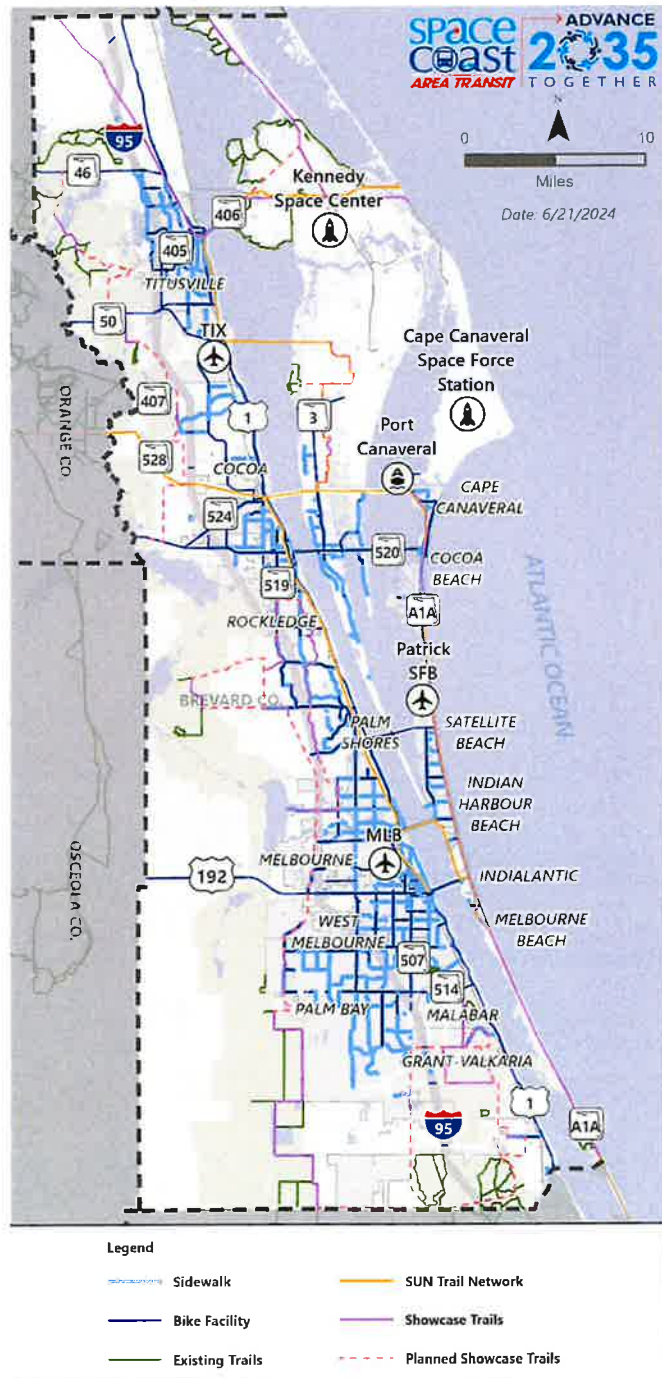 space
coast
AREA TRANSIT
ADVANCE
2035
TOGETHER
N
0 10
Miles
Date: 6/21/2024
95
46
Kennedy
Space Center
406
405
TITUSVILLE
50
TIX
Cape Canaveral
Space Force
Station
ORANGE CO
407
1
3
Port
Canaveral
528
COCOA
CAPE
CANAVERAL
524
520
COCOA
BEACH
ATLANTIC OCEAN
519
A1A
ROCKLEDGE
Patrick
SFB
BREVARD CO.
PALM
SHORES
SATELLITE
BEACH
INDIAN
HARBOUR
BEACH
MLB
OSCEOLA CO.
192
MELBOURNE
INDIALANTIC
WEST
MELBOURNE
MELBOURNE
BEACH
507
514
PALM BAY
MALABAR
GRANT-VALKARIA
1
95
A1A
Legend
Sidewalk
SUN Trail Network
Bike Facility
Showcase Trails
Existing Trails
Planned Showcase Trails